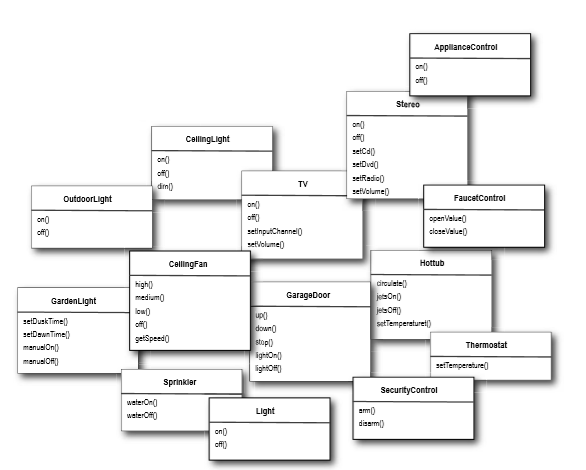 ApplianceControl
on()
off()
Stereo
on()
off()
setCd()
setDvd()
setRadio()
setVolume()
CeilingLight
on()
off()
dim()
TV
on()
off()
setInputChannel()
setVolume()
OutdoorLight
on()
off()
FaucetControl
openValue()
closeValue()
CeilingFan
high()
medium()
low()
off()
getSpeed()
Hottub
circulate()
jetsOn()
jetsOff()
setTemperature()
GardenLight
setDuskTime()
setDawnTime()
manualOn()
manualOff()
GarageDoor
up()
down()
stop()
lightOn()
lightOff()
Thermostat
setTemperature()
Sprinkler
waterOn()
waterOff()
SecurityControl
arm()
disarm()
Light
on()
off()